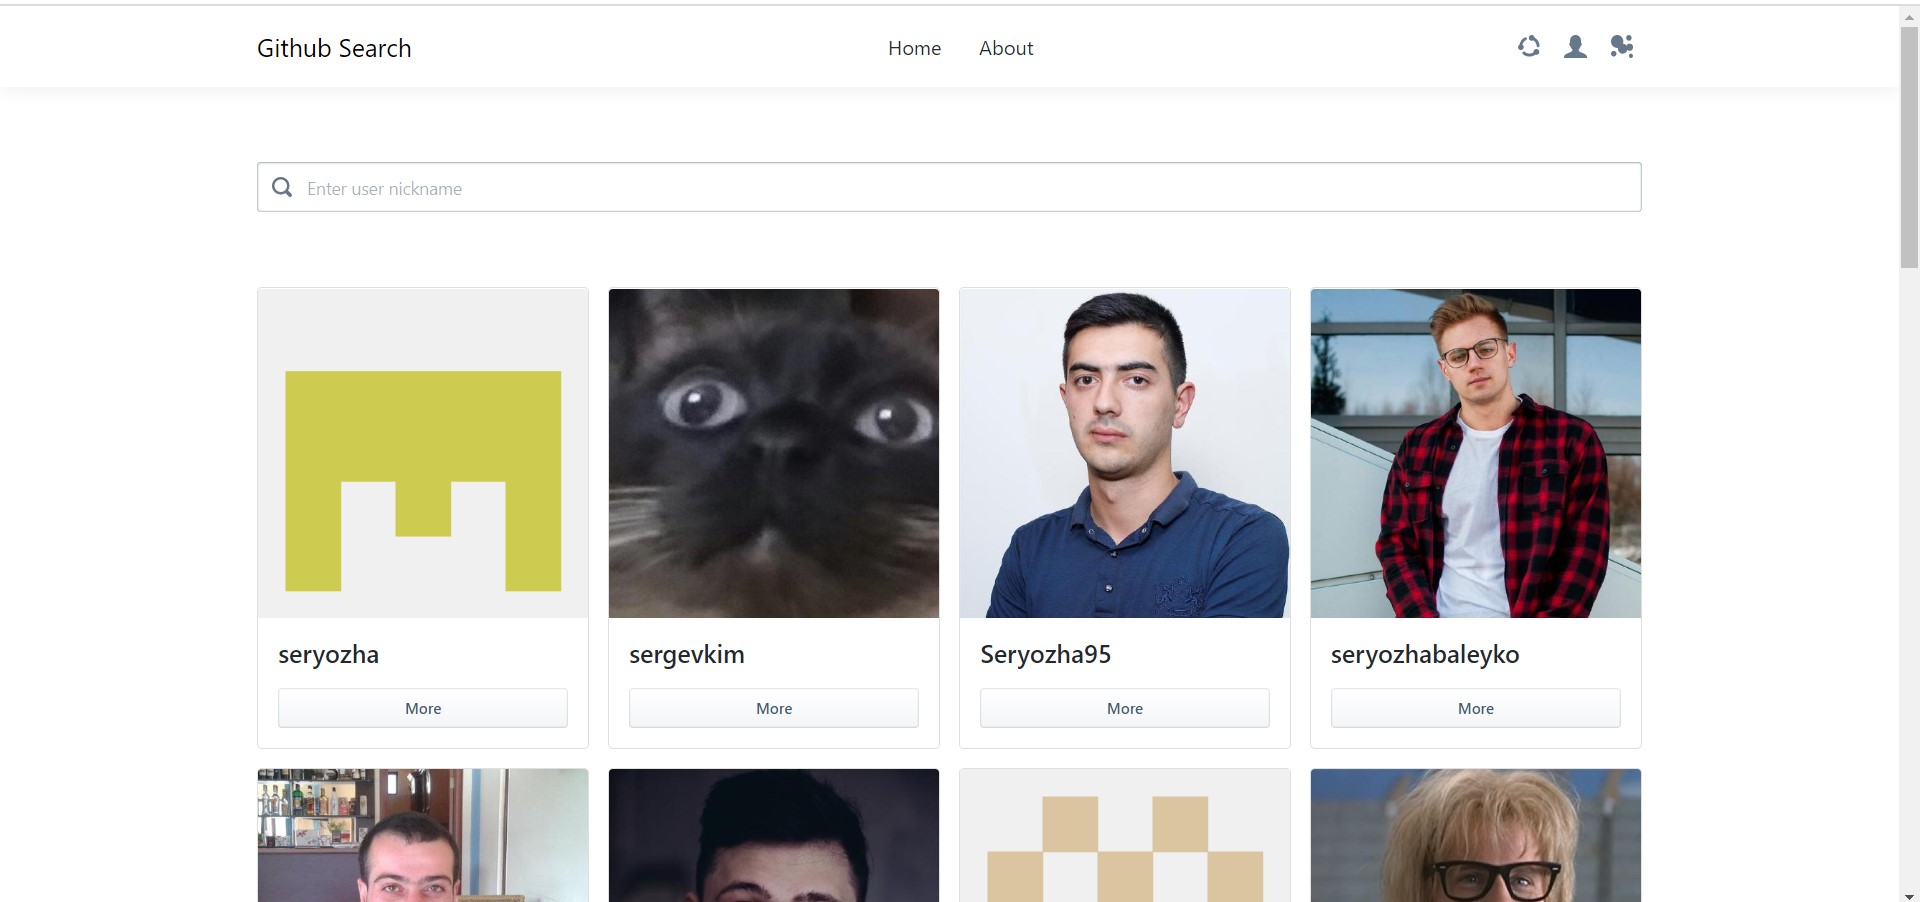 Github Search
Home About
Enter user nickname
seryozha
sergevkim
Seryozha95
seryozhabaleyko
More
More
More
More